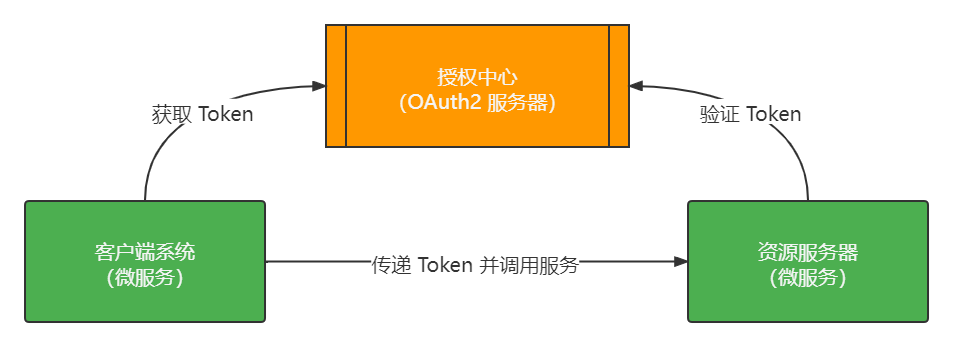 授权中心
（OAuth2 服务器）
获取 Token
验证 Token
客户端系统
（微服务）
传递 Token 并调用服务
资源服务器
（微服务）